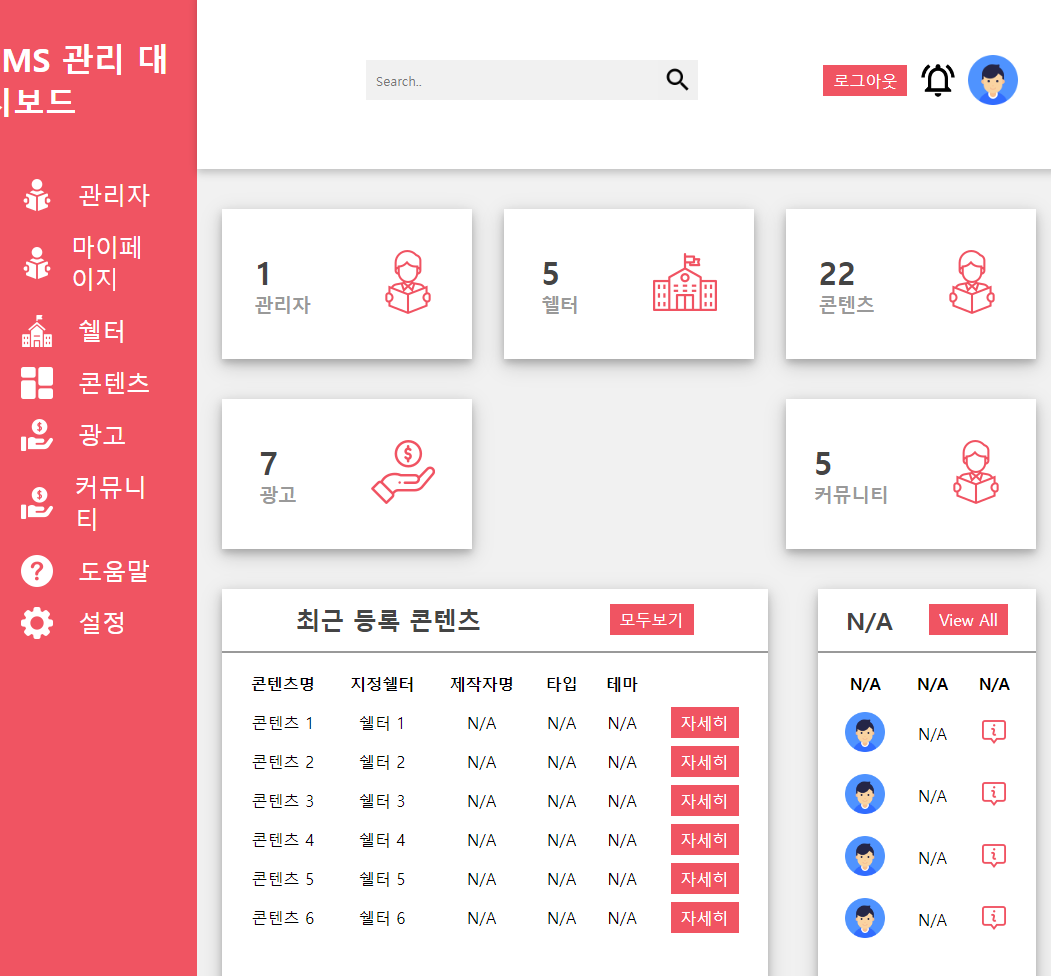 MS 관리 대
시보드
관리자
마이페
이지
쉘터
콘텐츠
광고
커뮤니
티
도움말
설정
Search..
로그아웃
1
관리자
5
쉘터
22
콘텐츠
7
광고
5
커뮤니티
최근 등록 콘텐츠
모두보기
콘텐츠명 지정쉘터 제작자명 타입 테마
콘텐츠 1 쉘터 1 N/A N/A N/A 자세히
콘텐츠 2 쉘터 2 N/A N/A N/A 자세히
콘텐츠 3 쉘터 3 N/A N/A N/A 자세히
콘텐츠 4 쉘터 4 N/A N/A N/A 자세히
콘텐츠 5 쉘터 5 N/A N/A N/A 자세히
콘텐츠 6 쉘터 6 N/A N/A N/A 자세히
N/A
View All
N/A N/A N/A
N/A
N/A
N/A
N/A